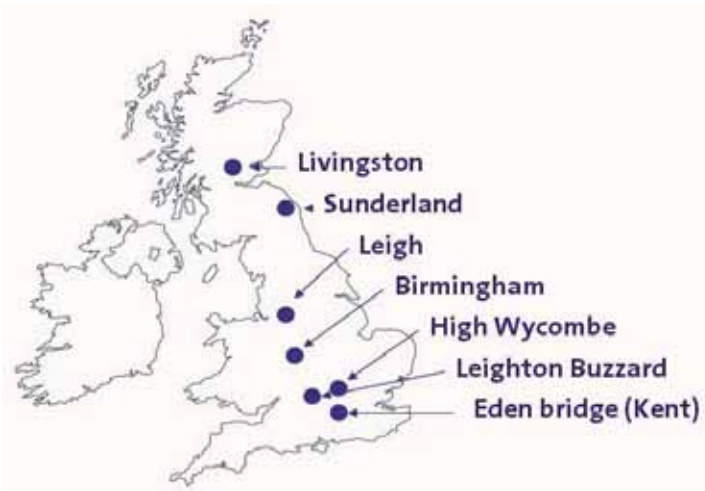 Livingston
Sunderland
Leigh
Birmingham
High Wycombe
Leighton Buzzard
Eden bridge (Kent)